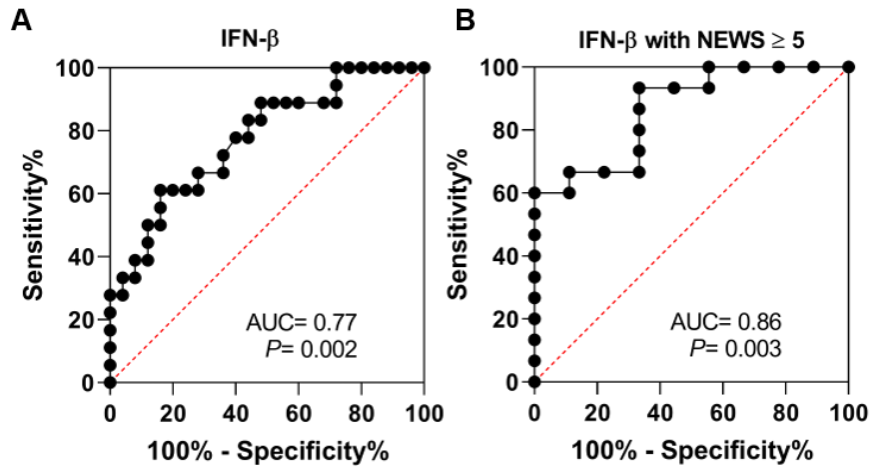 A
IFN-β
100
80
60
40
20
0
Sensitivity%
AUC= 0.77
P= 0.002
0 20 40 60 80 100
100% - Specificity%
B
IFN-β with NEWS ≥ 5
100
80
60
40
20
0
Sensitivity%
AUC= 0.86
P= 0.003
0 20 40 60 80 100
100% - Specificity%